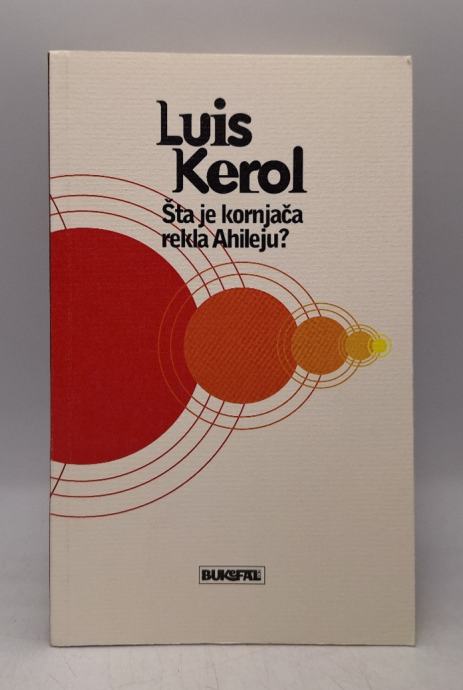 Luis
Kerol
Šta je kornjača
rekla Ahileju?
BUKEFAL